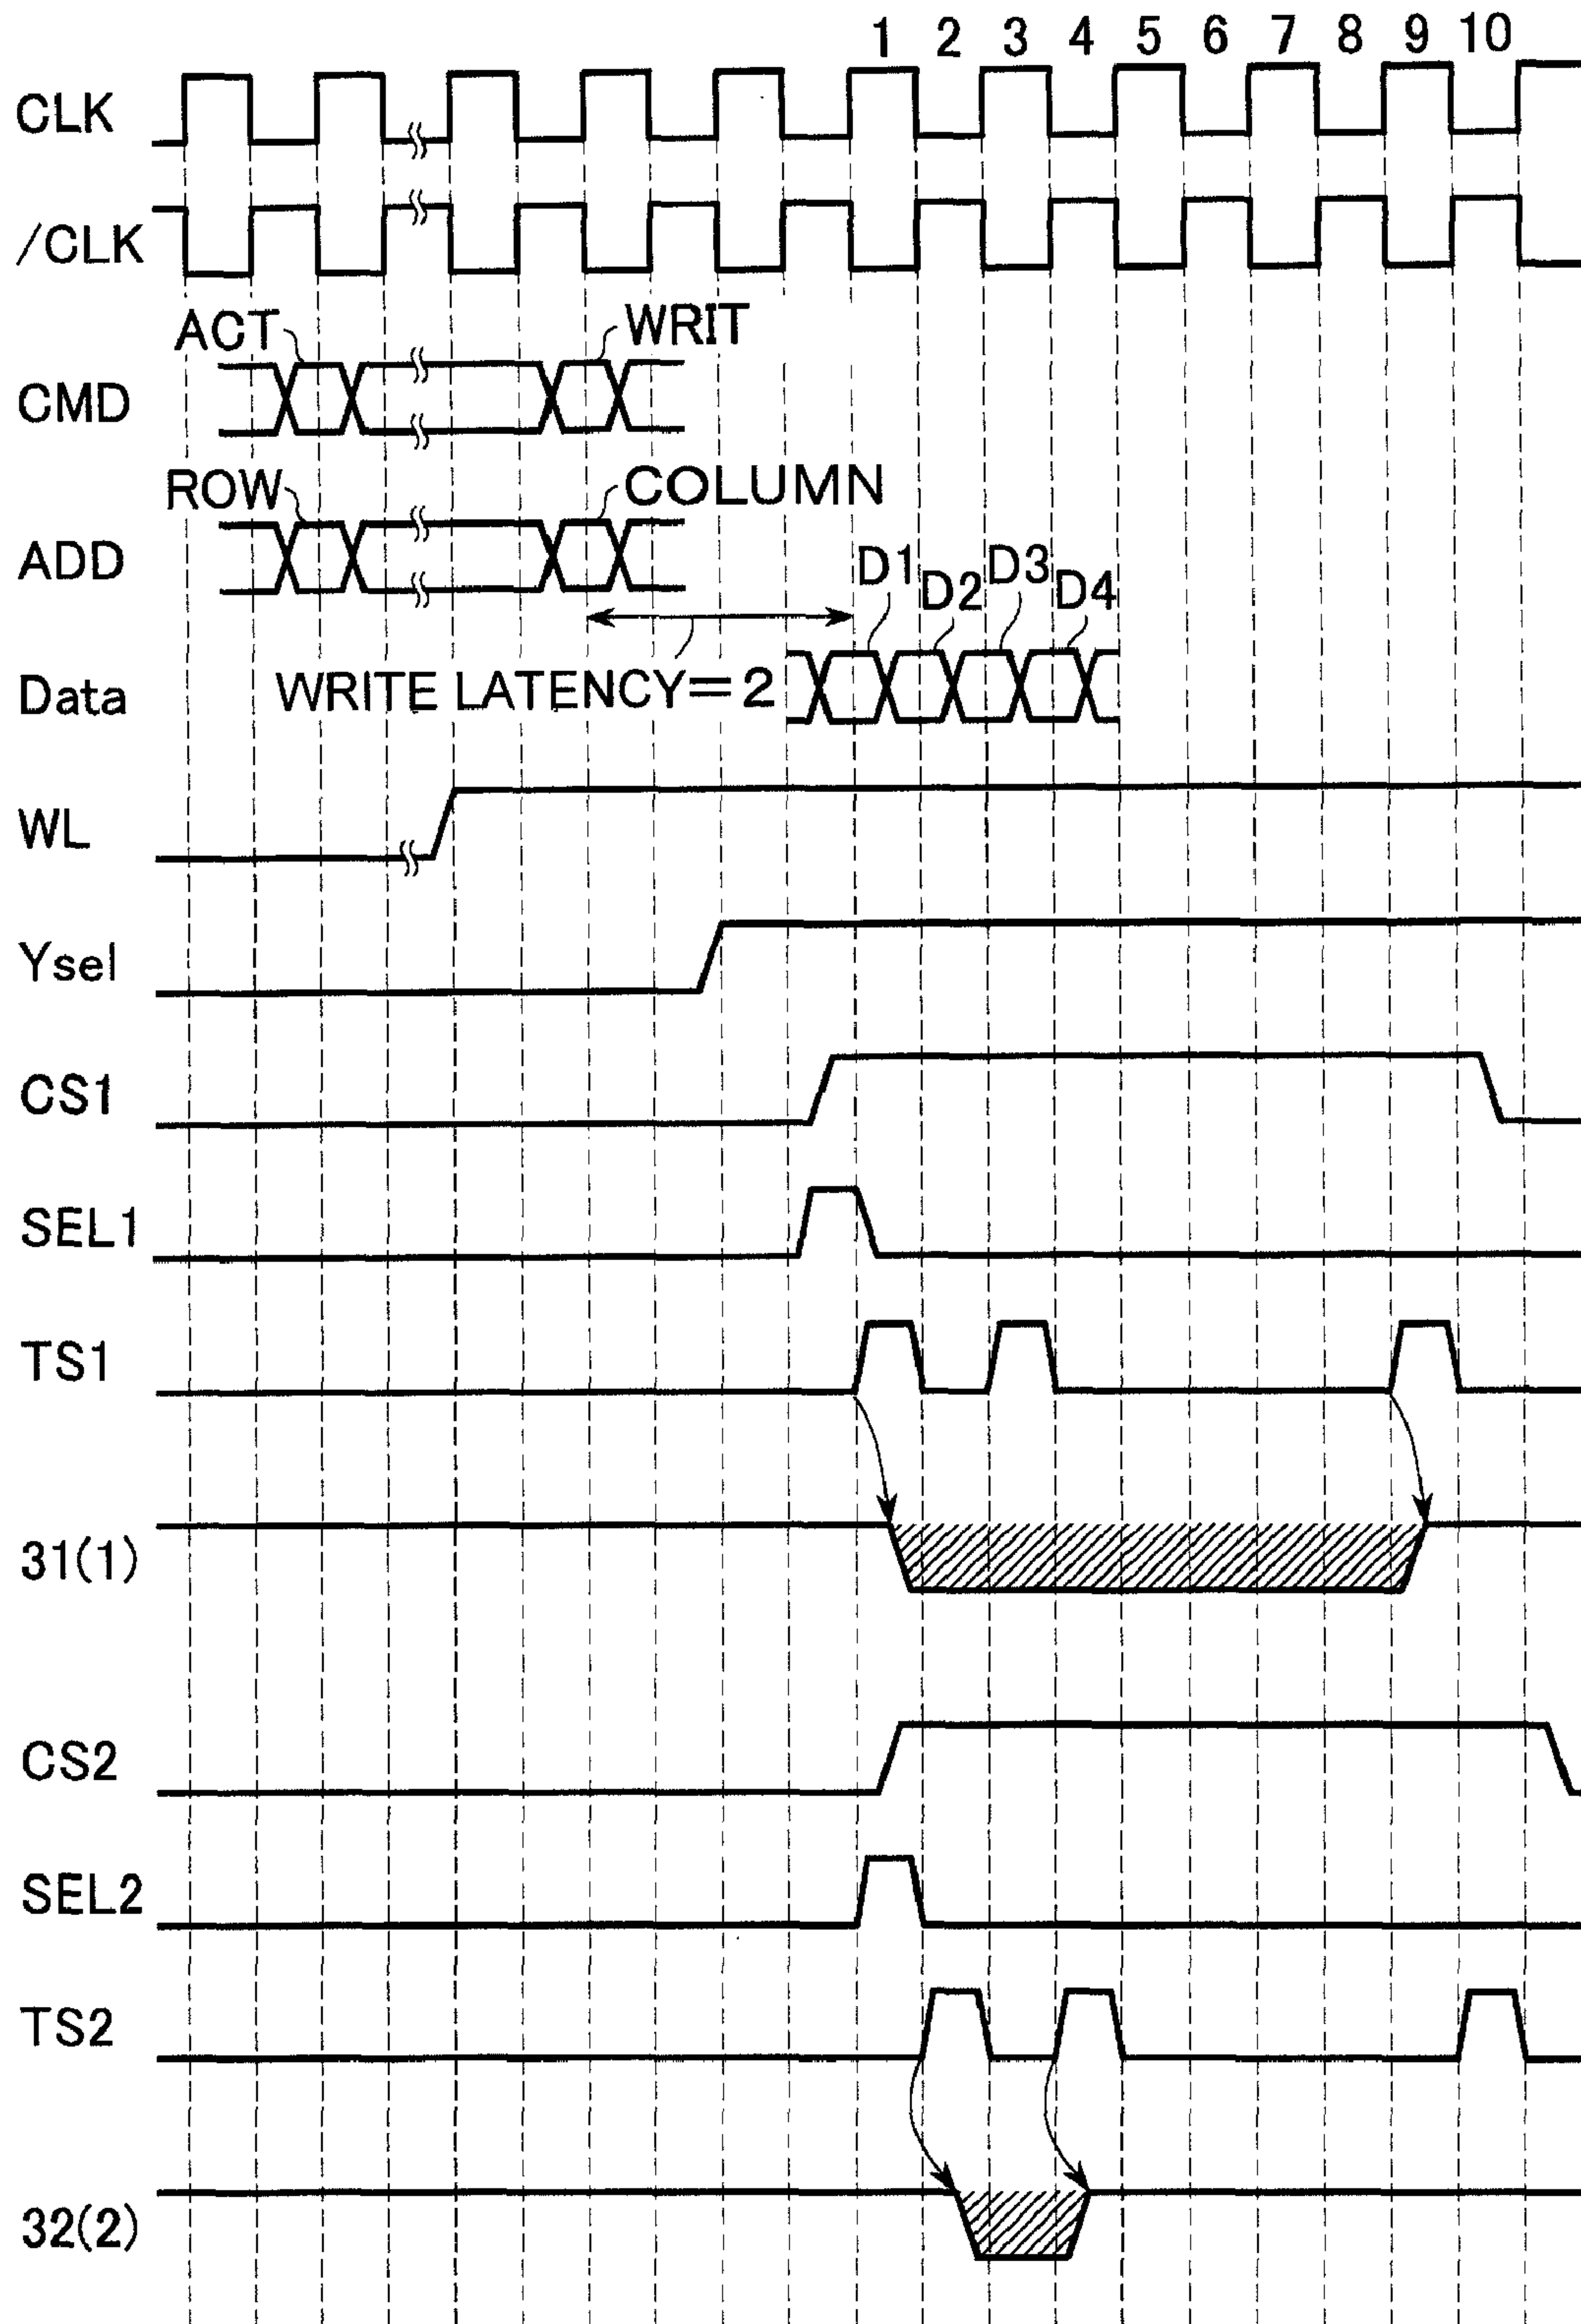 1 2 3 4 5 6 7 8 9 10
CLK
/CLK
ACT WRIT
CMD
ROW COLUMN
ADD
D1 D2 D3 D4
WRITE LATENCY=2
Data
WL
Ysel
CS1
SEL1
TS1
31(1)
CS2
SEL2
TS2
32(2)